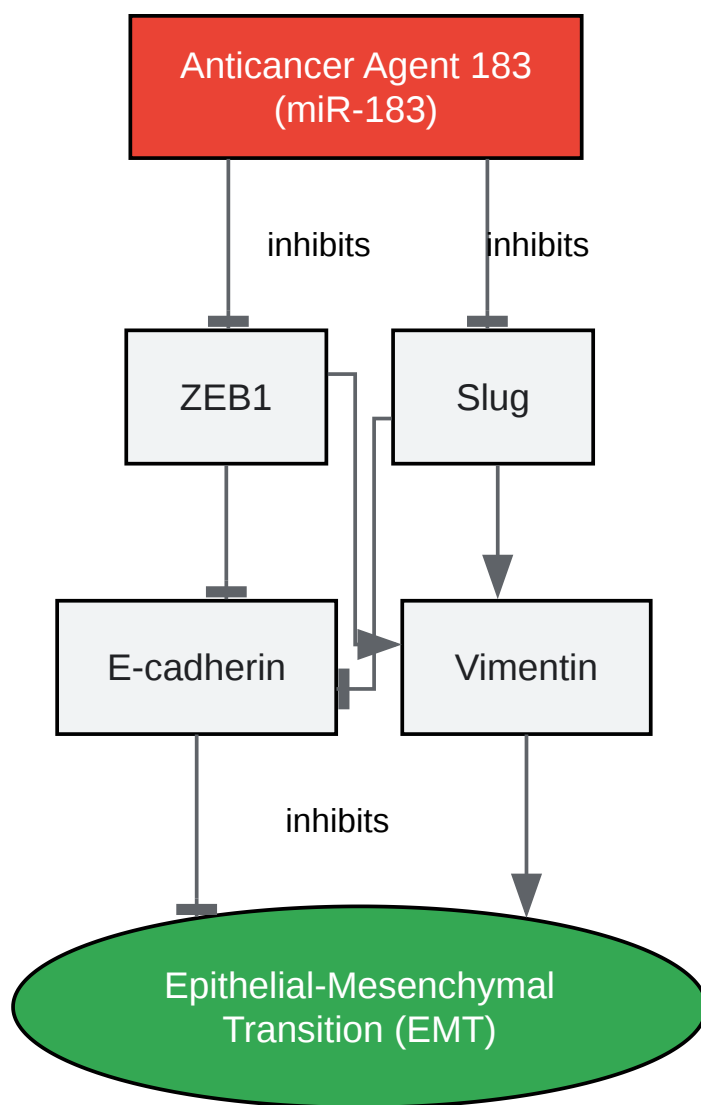 Anticancer Agent 183
(miR-183)
inhibits
inhibits
ZEB1
Slug
E-cadherin
Vimentin
inhibits
Epithelial-Mesenchymal
Transition (EMT)